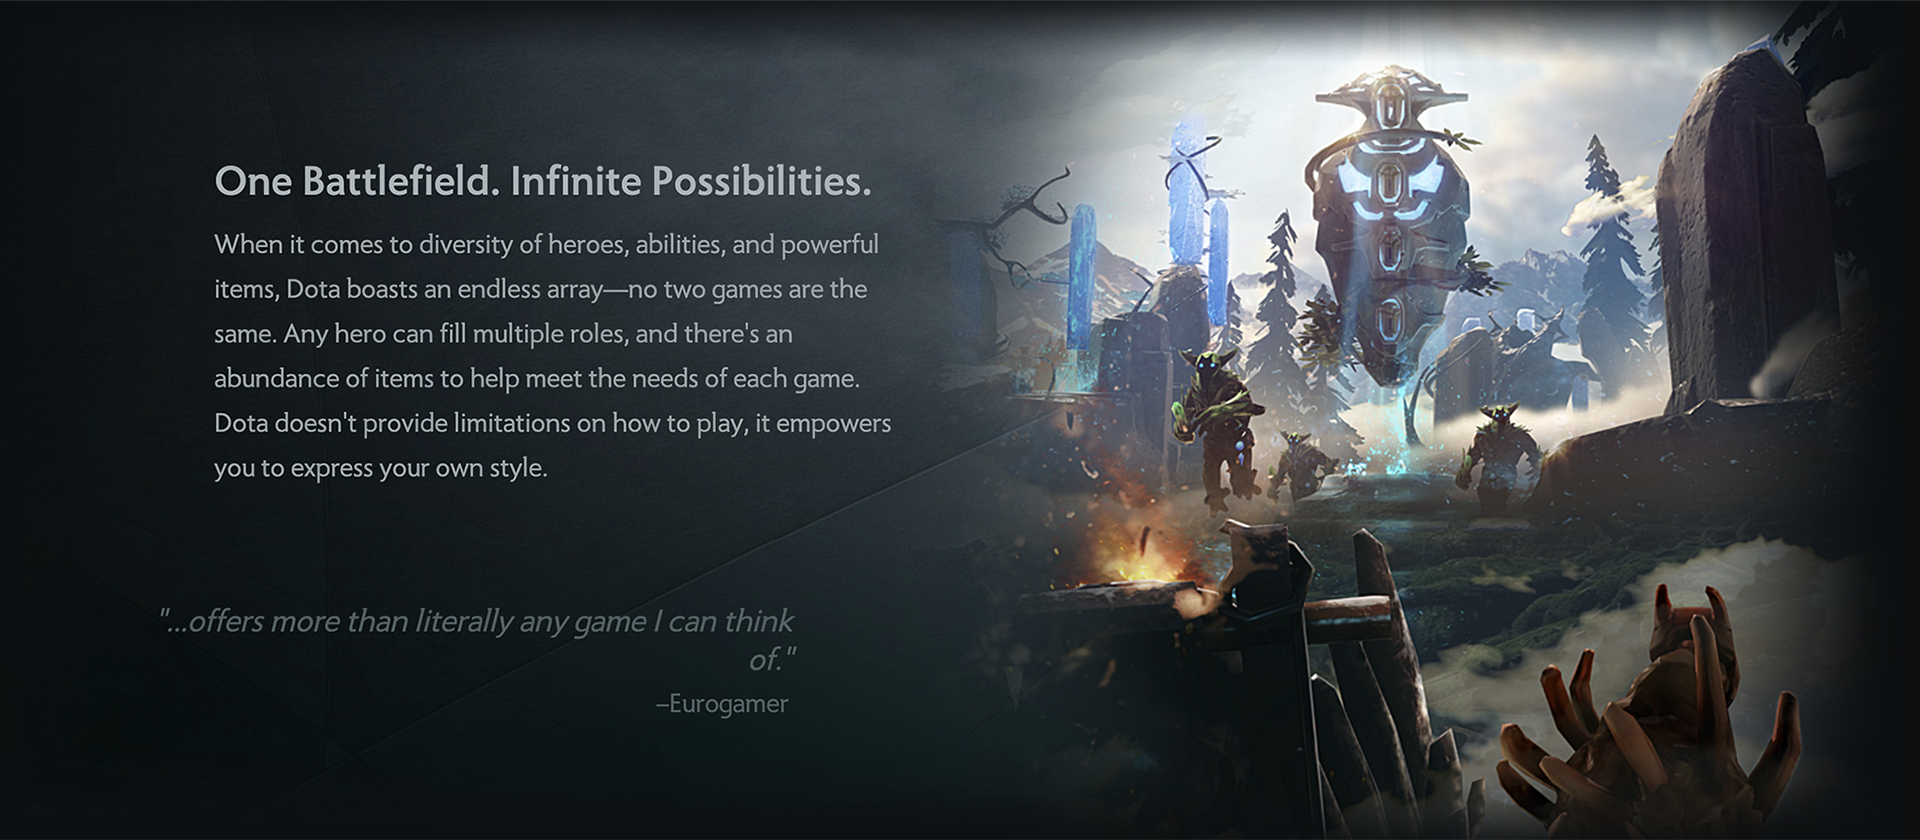 One Battlefield. Infinite Possibilities.
When it comes to diversity of heroes, abilities, and powerful
items, Dota boasts an endless array—no two games are the
same. Any hero can fill multiple roles, and there's an
abundance of items to help meet the needs of each game.
Dota doesn't provide limitations on how to play, it empowers
you to express your own style.
"...offers more than literally any game I can think
of."
–Eurogamer